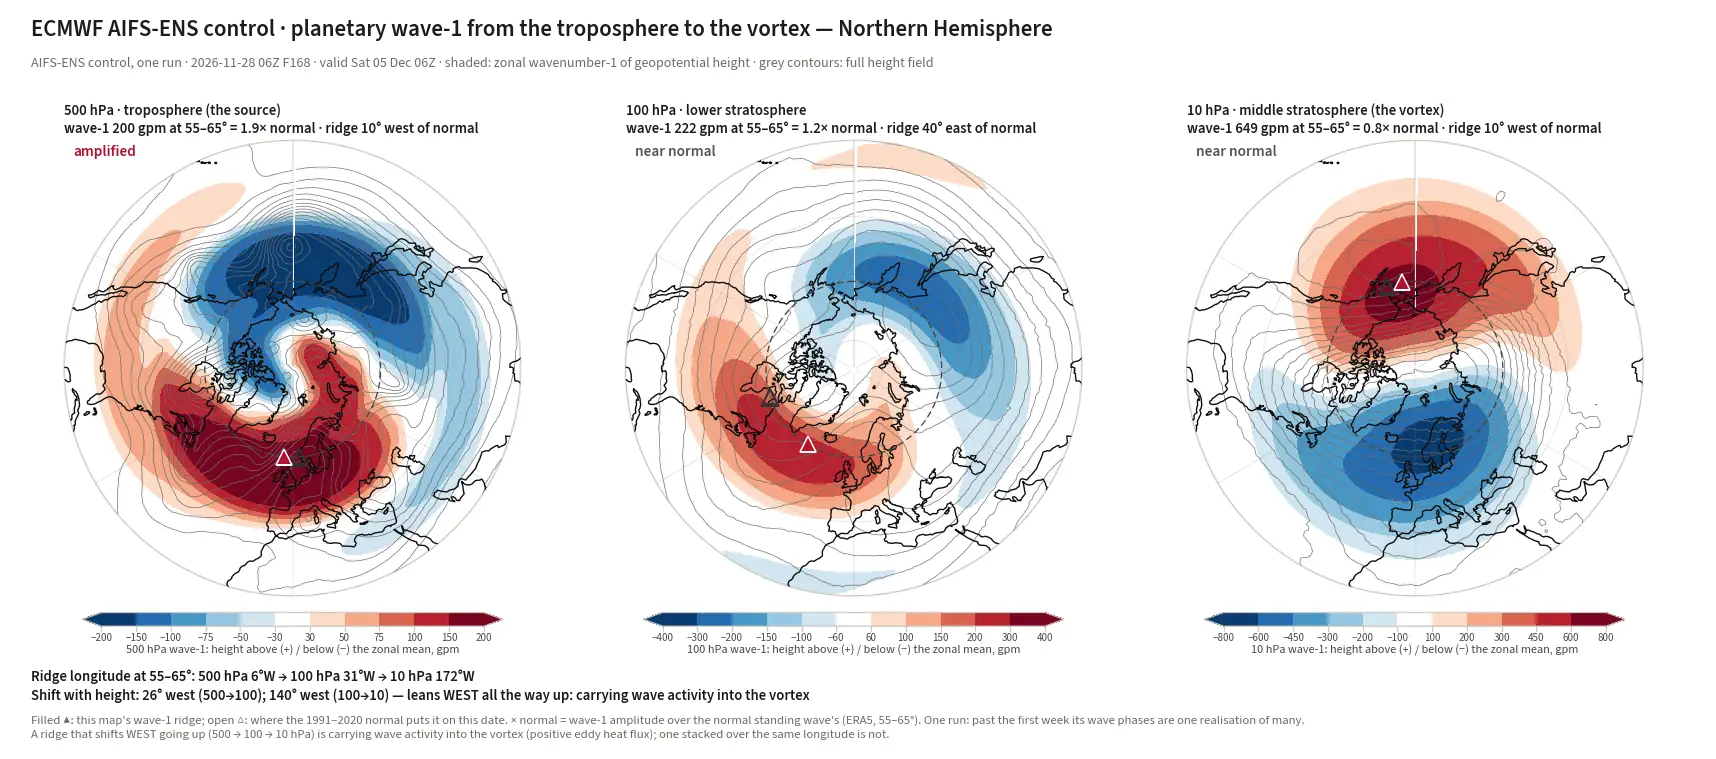 ECMWF AIFS-ENS control · planetary wave-1 from the troposphere to the vortex — Northern Hemisphere
AIFS-ENS control, one run · 2026-11-28 06Z F168 · valid Sat 05 Dec 06Z · shaded: zonal wavenumber-1 of geopotential height · grey contours: full height field
500 hPa · troposphere (the source)
wave-1 200 gpm at 55–65° = 1.9× normal · ridge 10° west of normal
amplified
100 hPa · lower stratosphere
wave-1 222 gpm at 55–65° = 1.2× normal · ridge 40° east of normal
near normal
10 hPa · middle stratosphere (the vortex)
wave-1 649 gpm at 55–65° = 0.8× normal · ridge 10° west of normal
near normal
−200 −150 −100 −75 −50 −30 30 50 75 100 150 200
500 hPa wave-1: height above (+) / below (−) the zonal mean, gpm
−400 −300 −200 −150 −100 −60 60 100 150 200 300 400
100 hPa wave-1: height above (+) / below (−) the zonal mean, gpm
−800 −600 −450 −300 −200 −100 100 200 300 450 600 800
10 hPa wave-1: height above (+) / below (−) the zonal mean, gpm
Ridge longitude at 55–65°: 500 hPa 6°W → 100 hPa 31°W → 10 hPa 172°W
Shift with height: 26° west (500→100); 140° west (100→10) — leans WEST all the way up: carrying wave activity into the vortex
Filled ▲: this map's wave-1 ridge; open △: where the 1991–2020 normal puts it on this date. × normal = wave-1 amplitude over the normal standing wave's (ERA5, 55–65°). One run: past the first week its wave phases are one realisation of many.
A ridge that shifts WEST going up (500 → 100 → 10 hPa) is carrying wave activity into the vortex (positive eddy heat flux); one stacked over the same longitude is not.